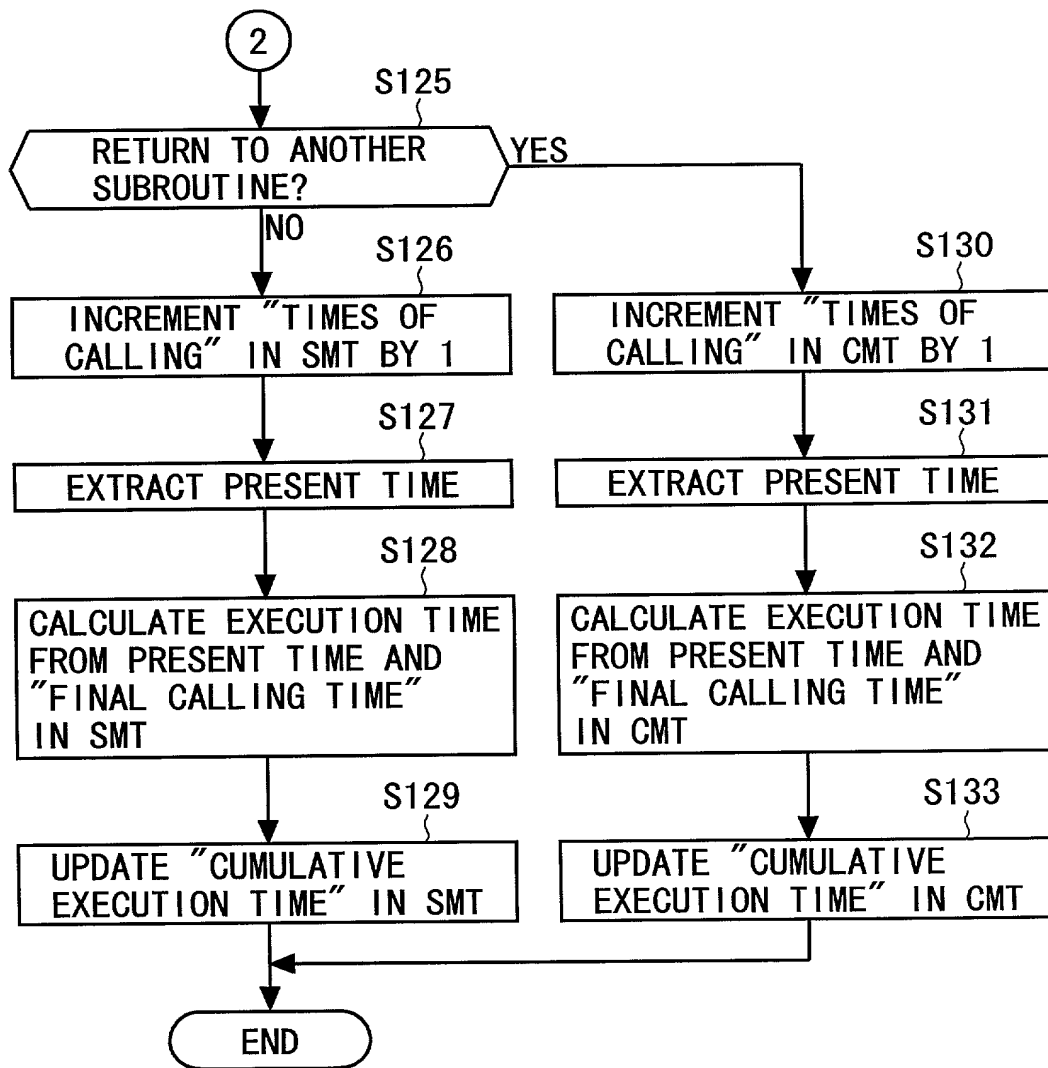 2
S125
RETURN TO ANOTHER
SUBROUTINE?
YES
NO
S126
INCREMENT "TIMES OF
CALLING" IN SMT BY 1
S127
EXTRACT PRESENT TIME
S128
CALCULATE EXECUTION TIME
FROM PRESENT TIME AND
"FINAL CALLING TIME"
IN SMT
S129
UPDATE "CUMULATIVE
EXECUTION TIME" IN SMT
S130
INCREMENT "TIMES OF
CALLING" IN CMT BY 1
S131
EXTRACT PRESENT TIME
S132
CALCULATE EXECUTION TIME
FROM PRESENT TIME AND
"FINAL CALLING TIME"
IN CMT
S133
UPDATE "CUMULATIVE
EXECUTION TIME" IN CMT
END